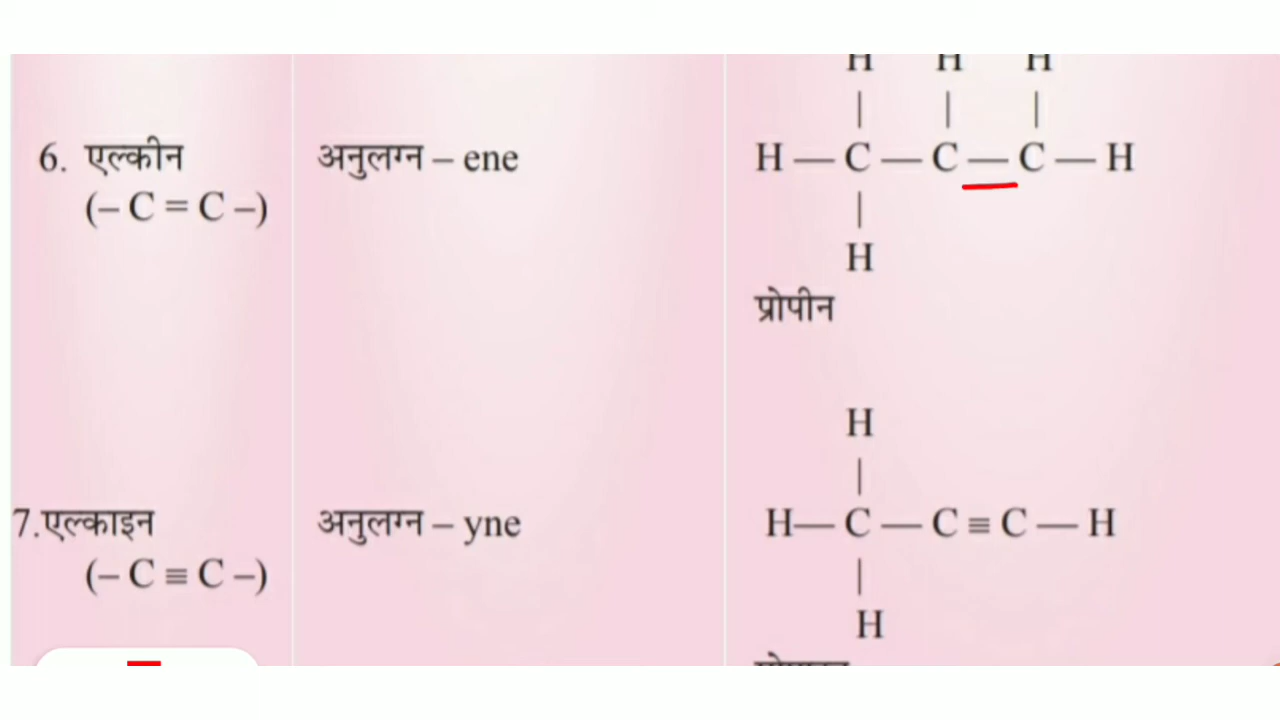 H H H
| | |
6. एल्कीन अनुलग्न – ene H — C — C — C — H
(– C = C –) |
H
प्रोपीन
H
|
7.एल्काइन अनुलग्न – yne H— C — C ≡ C — H
(– C ≡ C –) |
H